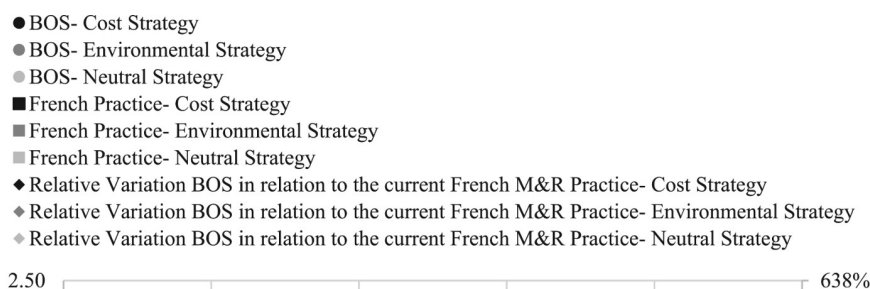 BOS- Cost Strategy
BOS- Environmental Strategy
BOS- Neutral Strategy
French Practice- Cost Strategy
French Practice- Environmental Strategy
French Practice- Neutral Strategy
Relative Variation BOS in relation to the current French M&R Practice- Cost Strategy
Relative Variation BOS in relation to the current French M&R Practice- Environmental Strategy
Relative Variation BOS in relation to the current French M&R Practice- Neutral Strategy
2.50 638%